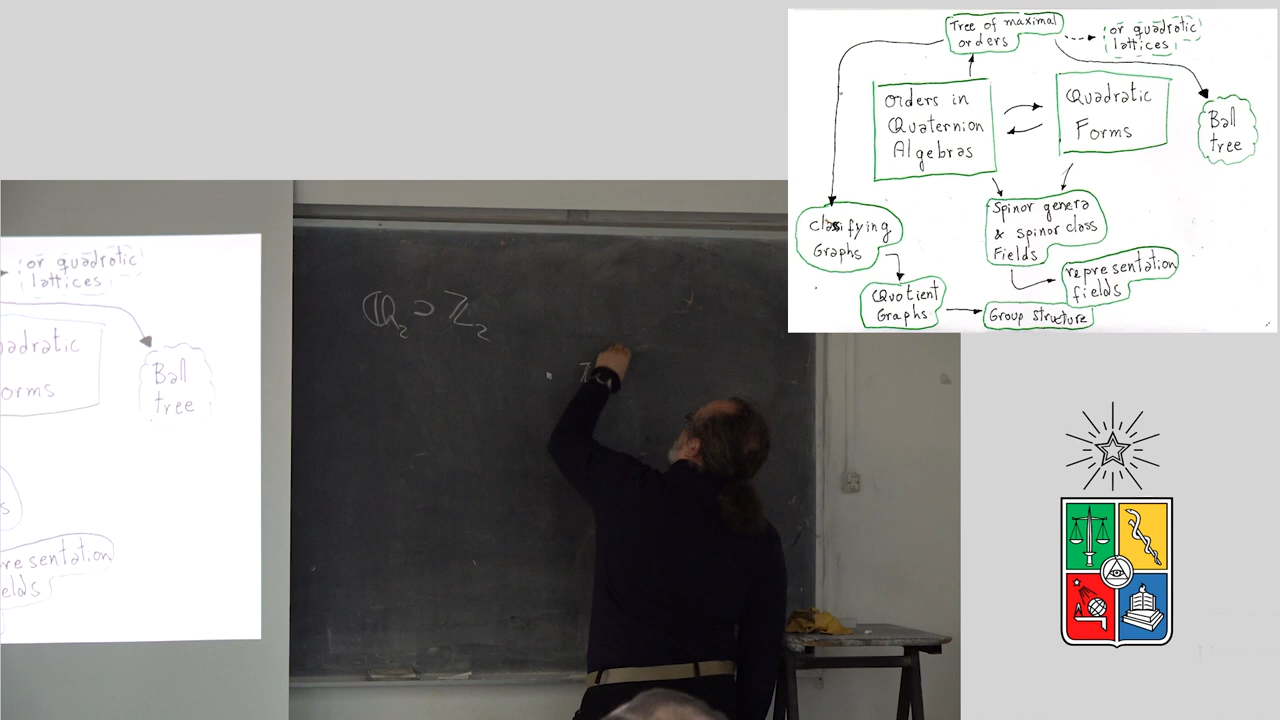 Tree of maximal
orders
or quadratic
lattices
Orders in
Quaternion
Algebras
Quadratic
Forms
Ball
tree
Classifying
Graphs
Spinor genera
& spinor class
Fields
representation
fields
Quotient
Graphs
Group structure
or quadratic
lattices
adratic
orms
Ball
tree
s
resentation
elds
ℚ₂ ⊃ ℤ₂